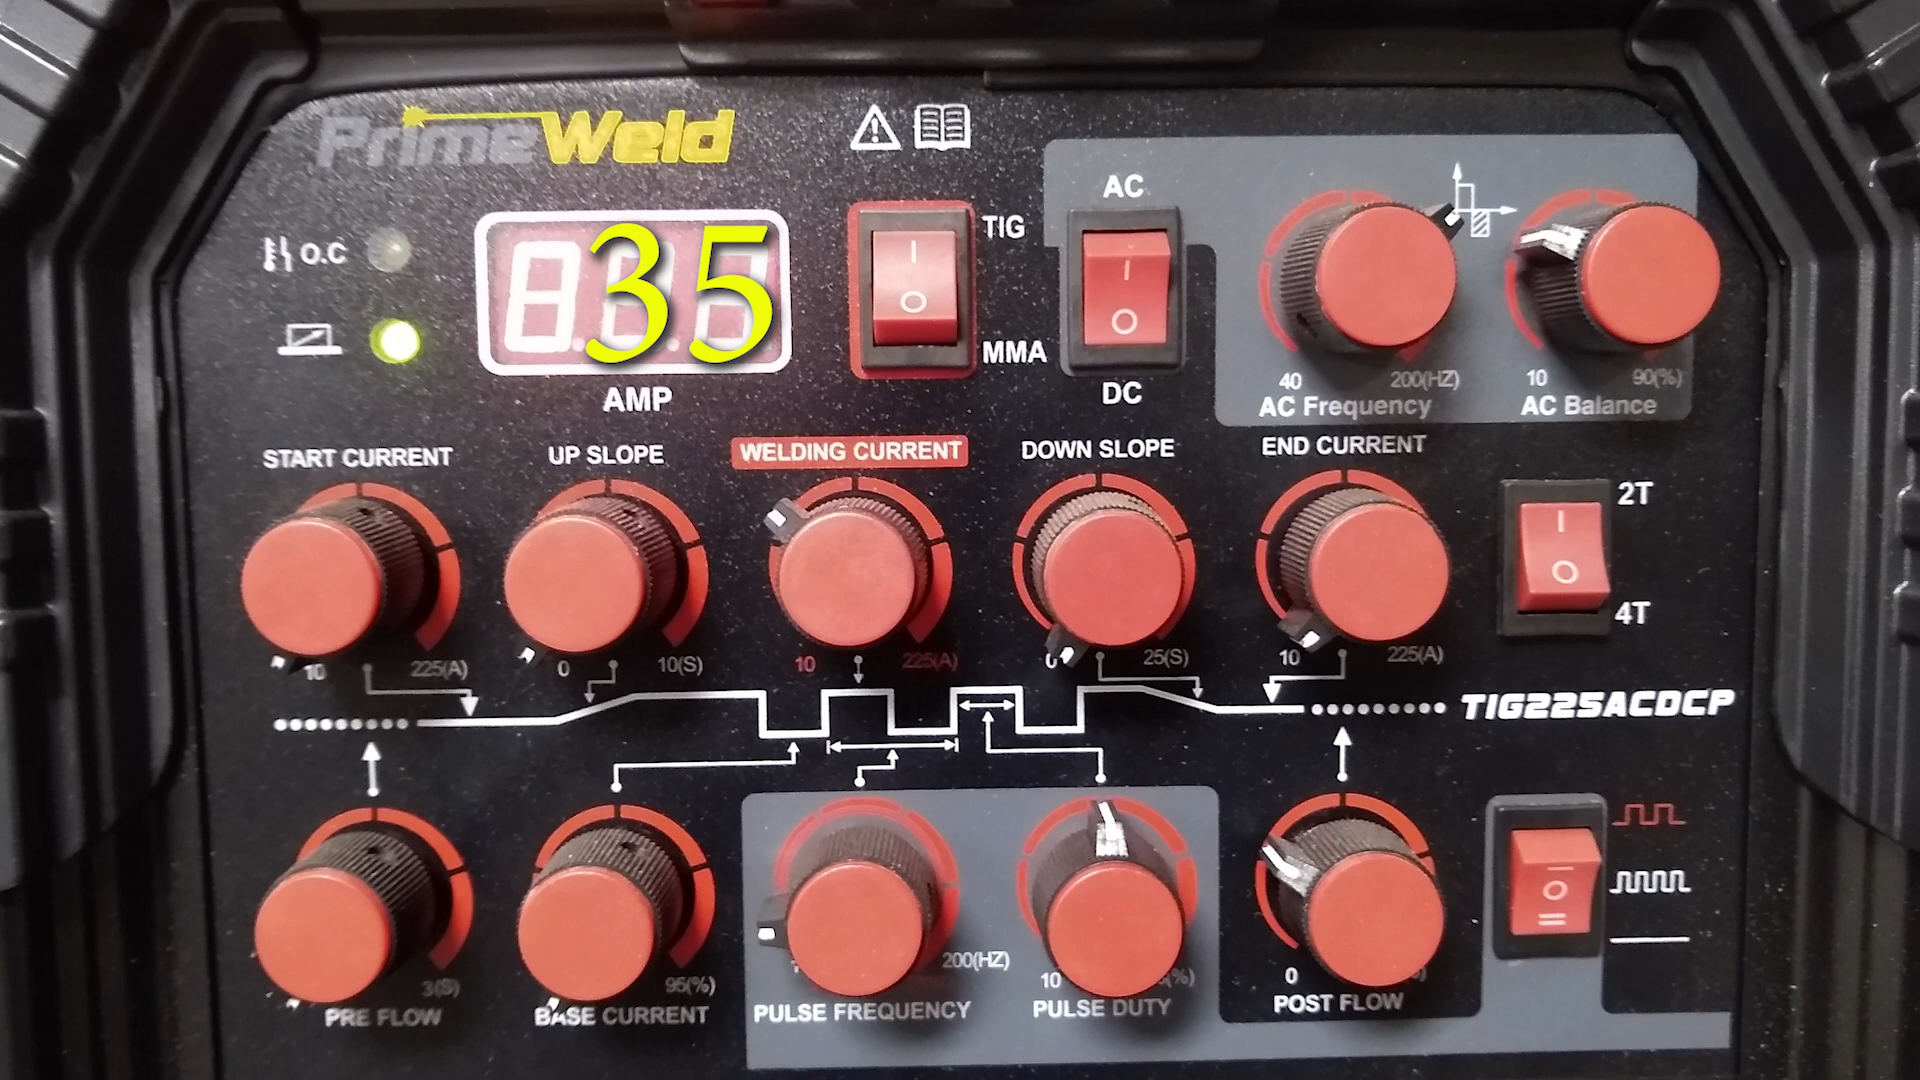 PrimeWeld
O.C
35
AMP
TIG
MMA
AC
DC
40 200(HZ)
AC Frequency
10 90(%)
AC Balance
START CURRENT
10 225(A)
UP SLOPE
0 10(S)
WELDING CURRENT
10 225(A)
DOWN SLOPE
0 25(S)
END CURRENT
10 225(A)
2T
4T
TIG225ACDCP
3(S)
PRE FLOW
95(%)
BASE CURRENT
200(HZ)
PULSE FREQUENCY
10
PULSE DUTY
0
POST FLOW